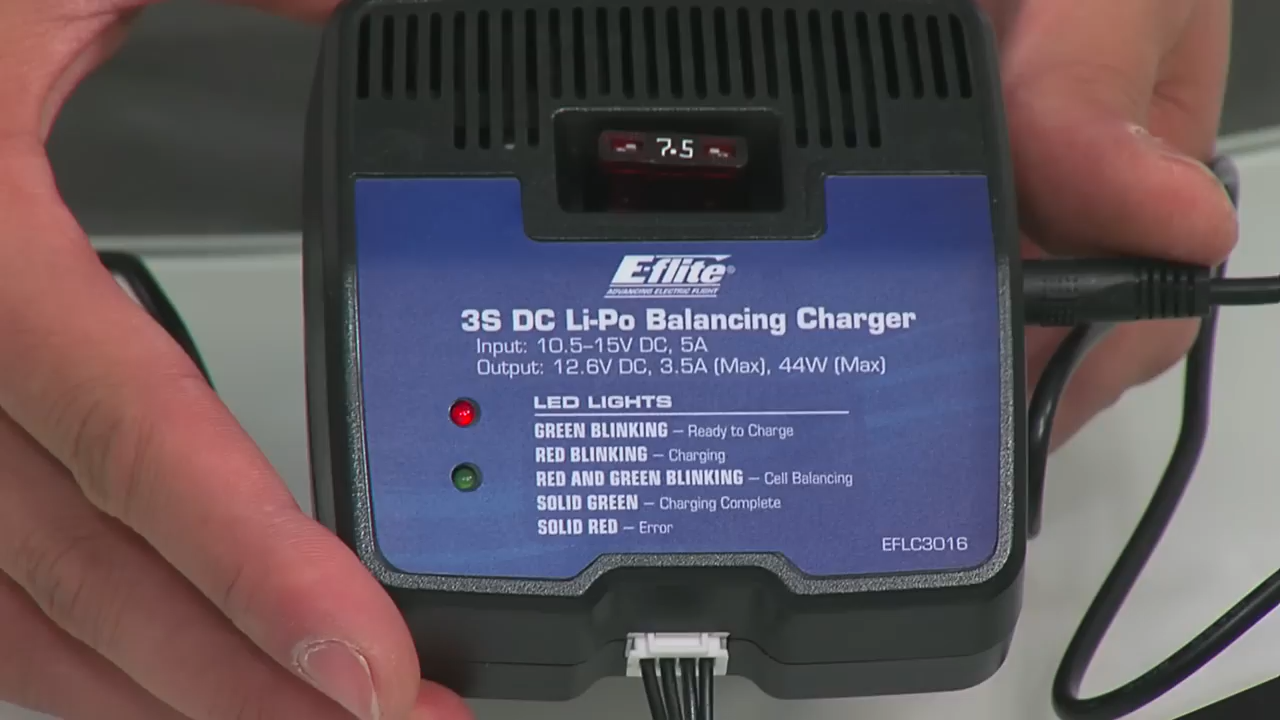 7.5
E-flite®
ADVANCING ELECTRIC FLIGHT
3S DC Li-Po Balancing Charger
Input: 10.5–15V DC, 5A
Output: 12.6V DC, 3.5A (Max), 44W (Max)
LED LIGHTS
GREEN BLINKING – Ready to Charge
RED BLINKING – Charging
RED AND GREEN BLINKING – Cell Balancing
SOLID GREEN – Charging Complete
SOLID RED – Error
EFLC3016